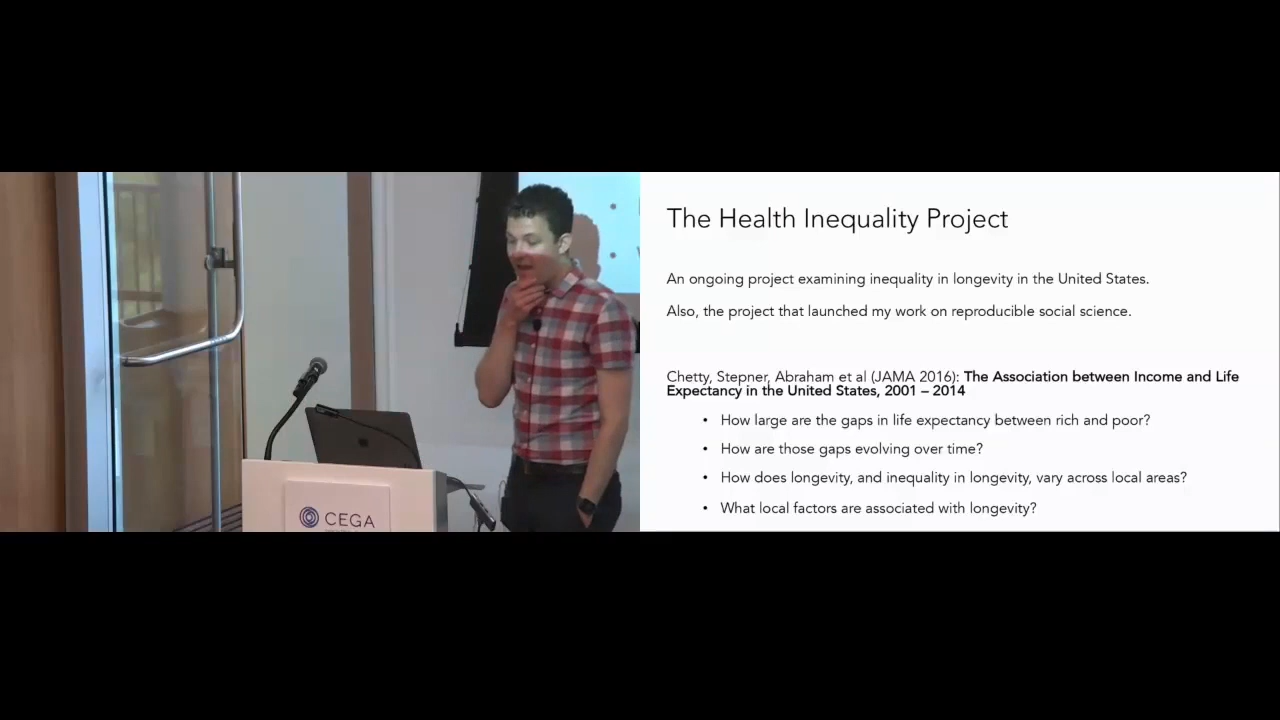 The Health Inequality Project
An ongoing project examining inequality in longevity in the United States.
Also, the project that launched my work on reproducible social science.
Chetty, Stepner, Abraham et al (JAMA 2016): The Association between Income and Life
Expectancy in the United States, 2001 – 2014
• How large are the gaps in life expectancy between rich and poor?
• How are those gaps evolving over time?
• How does longevity, and inequality in longevity, vary across local areas?
• What local factors are associated with longevity?
CEGA